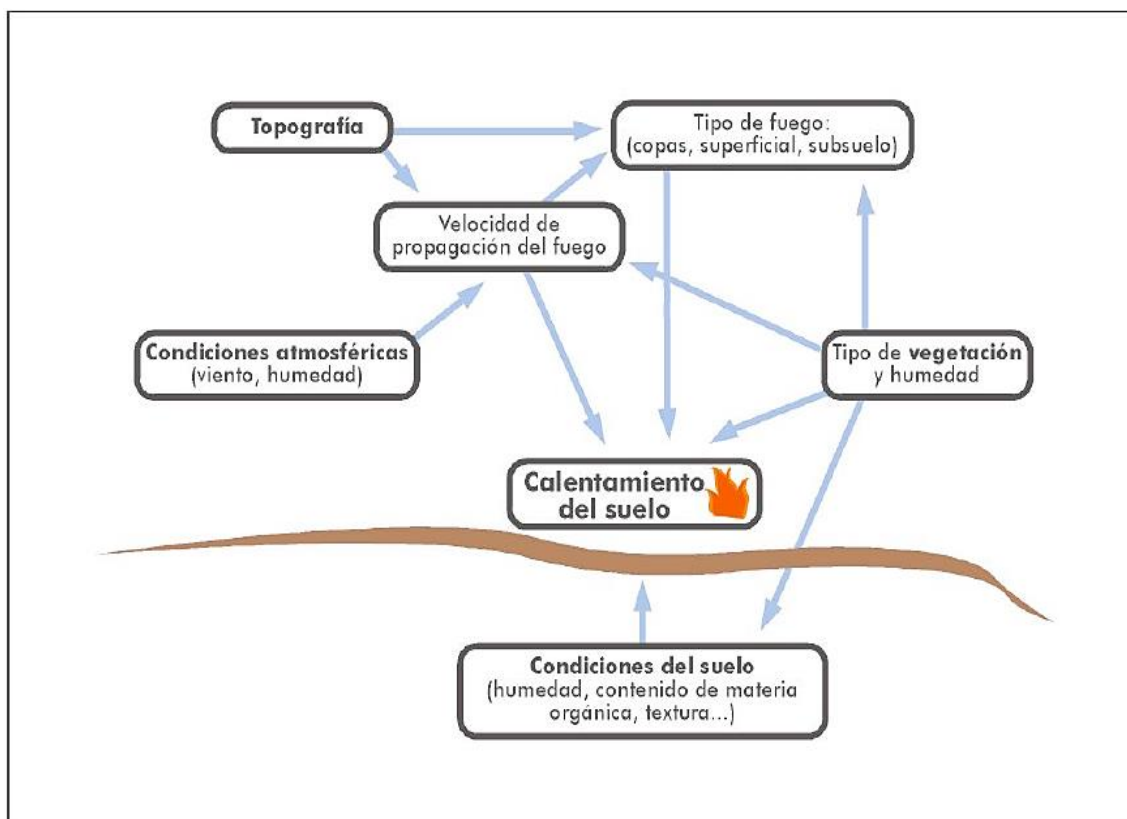 Topografía
Tipo de fuego:
(copas, superficial, subsuelo)
Velocidad de
propagación del fuego
Condiciones atmosféricas
(viento, humedad)
Tipo de vegetación
y humedad
Calentamiento
del suelo
Condiciones del suelo
(humedad, contenido de materia
orgánica, textura...)